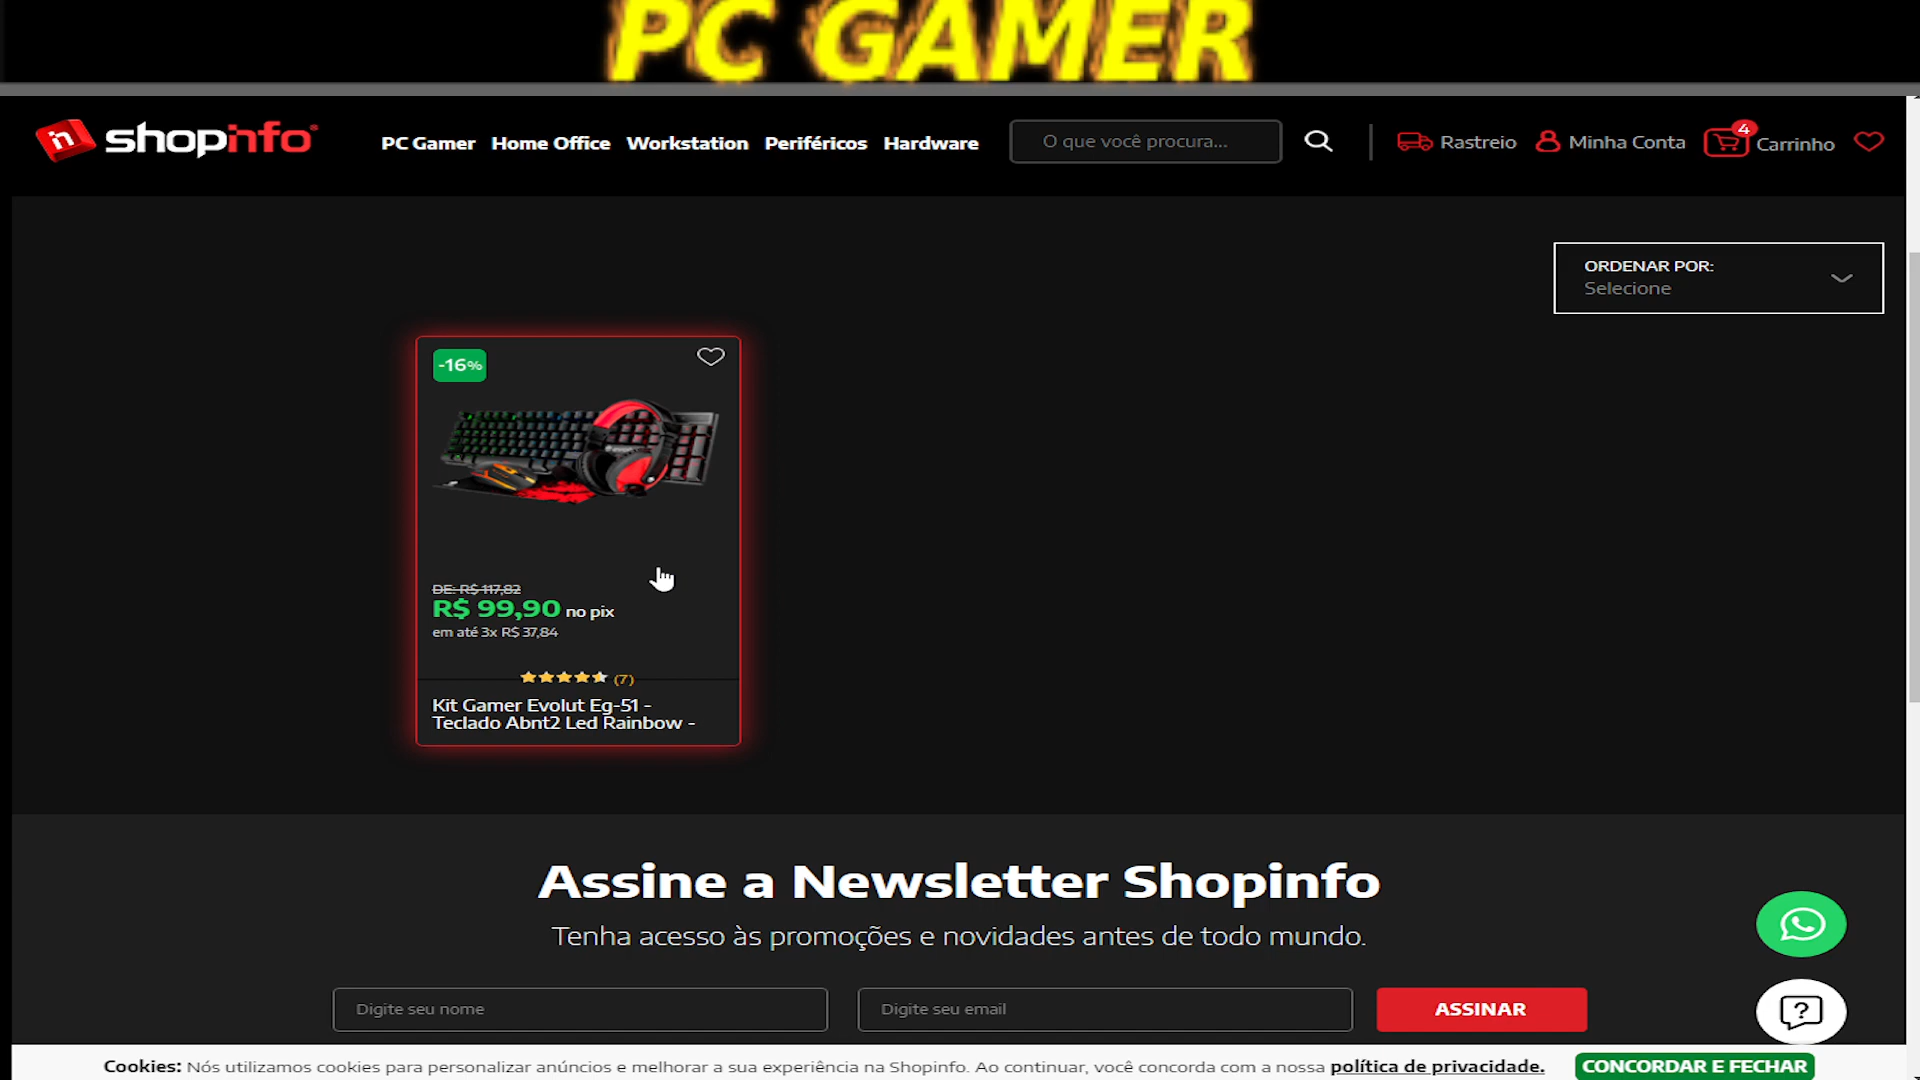 PC GAMER
shopinfo
PC Gamer Home Office Workstation Periféricos Hardware
O que você procura...
Rastreio
Minha Conta
4
Carrinho
ORDENAR POR:
Selecione
-16%
DE: R$ 117,82
R$ 99,90 no pix
em até 3x R$ 37,84
(7)
Kit Gamer Evolut Eg-51 -
Teclado Abnt2 Led Rainbow -
Assine a Newsletter Shopinfo
Tenha acesso às promoções e novidades antes de todo mundo.
Digite seu nome
Digite seu email
ASSINAR
Cookies: Nós utilizamos cookies para personalizar anúncios e melhorar a sua experiência na Shopinfo. Ao continuar, você concorda com a nossa política de privacidade.
CONCORDAR E FECHAR